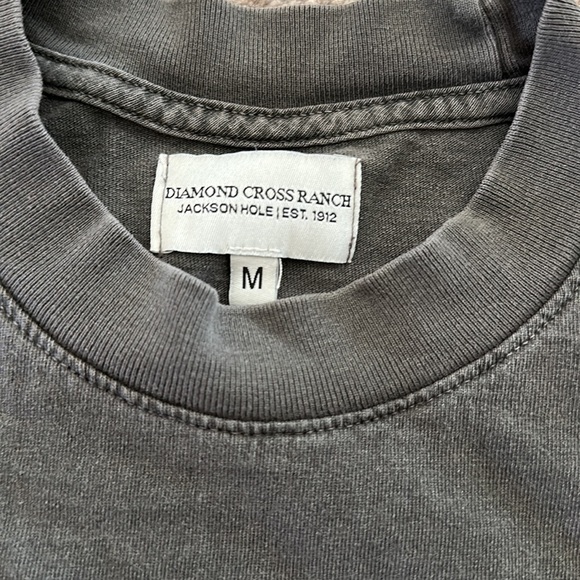 DIAMOND CROSS RANCH
JACKSON HOLE | EST. 1912
M